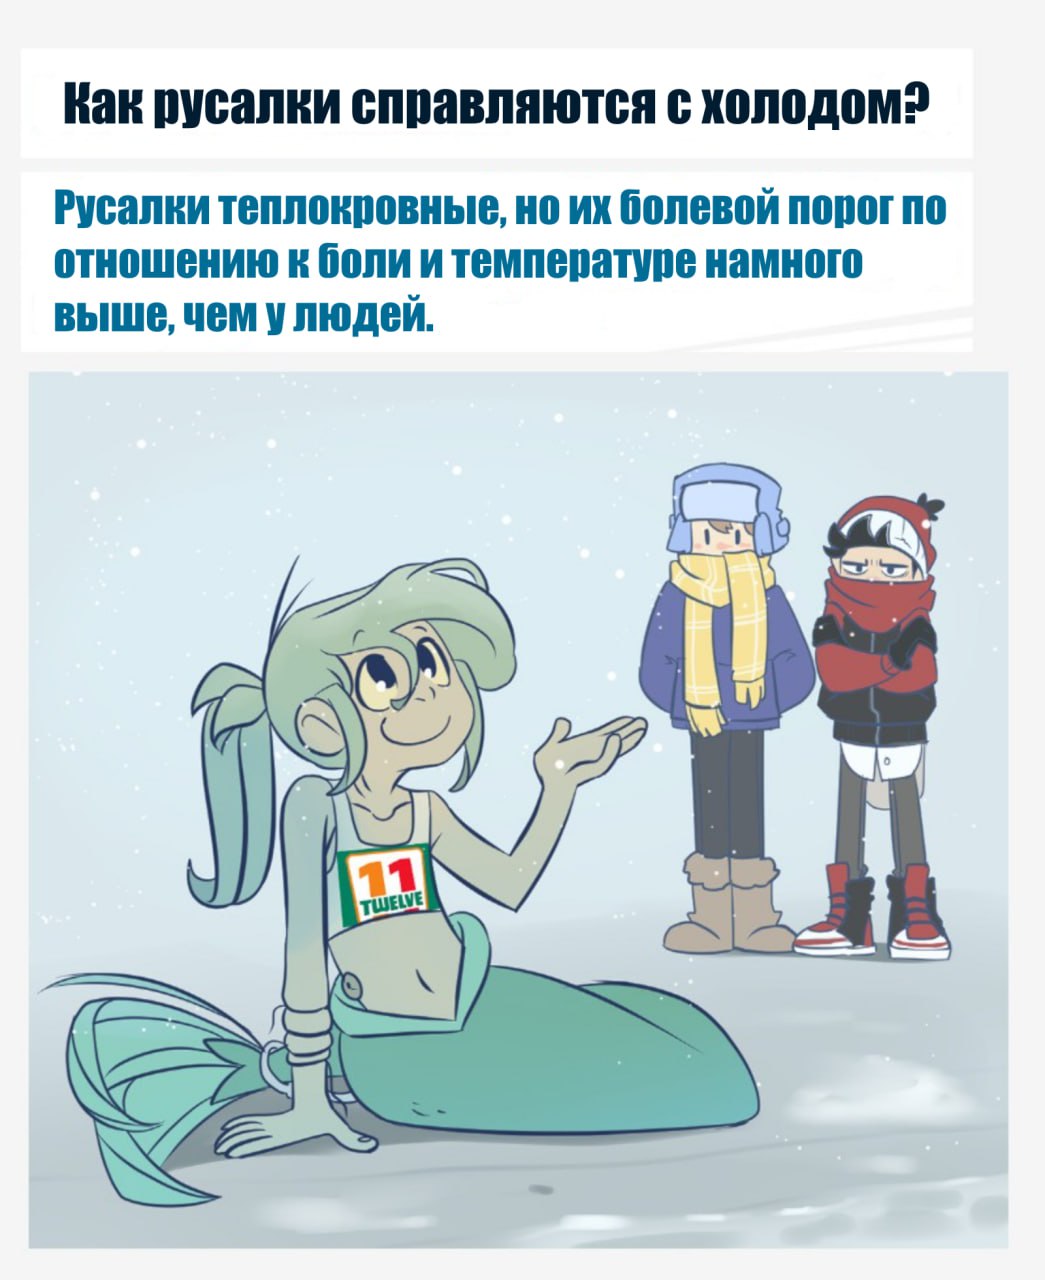 Как русалки справляются с холодом?
Русалки теплокровные, но их болевой порог по
отношению к боли и температуре намного
выше, чем у людей.
11
TWELVE